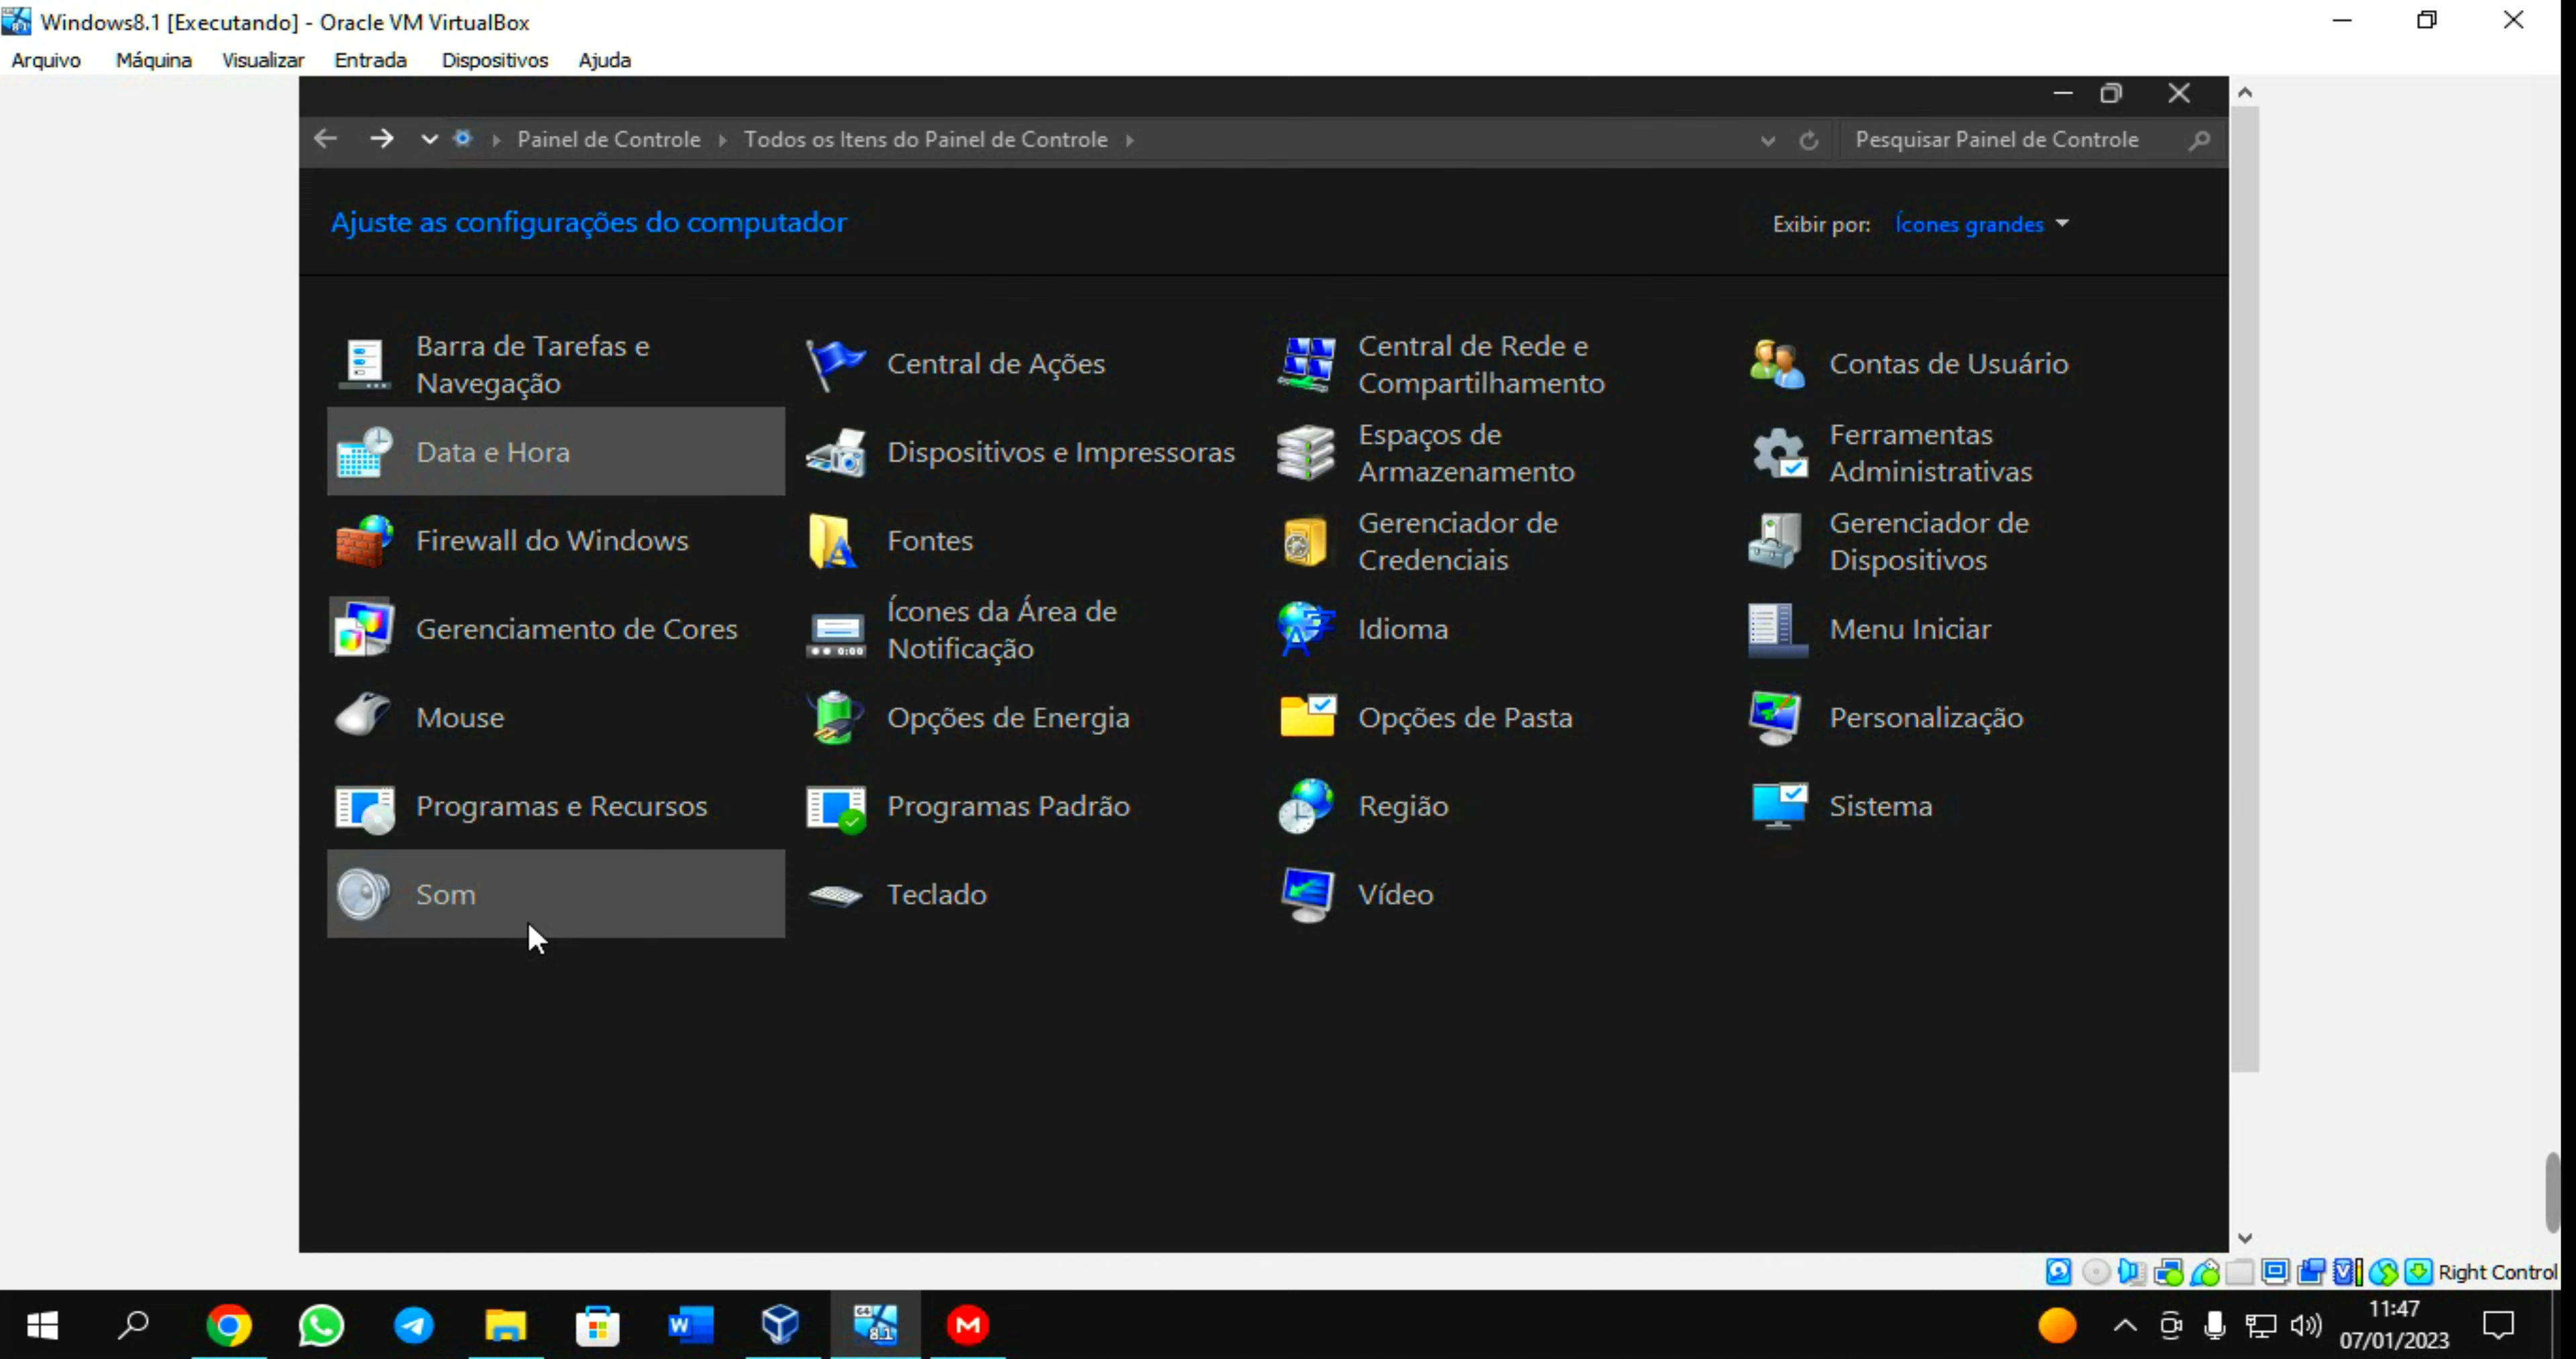 Windows8.1 [Executando] - Oracle VM VirtualBox
Arquivo Máquina Visualizar Entrada Dispositivos Ajuda
Painel de Controle Todos os Itens do Painel de Controle Pesquisar Painel de Controle
Ajuste as configurações do computador Exibir por: Ícones grandes
Barra de Tarefas e
Navegação
Central de Ações
Central de Rede e
Compartilhamento
Contas de Usuário
Data e Hora
Dispositivos e Impressoras
Espaços de
Armazenamento
Ferramentas
Administrativas
Firewall do Windows
Fontes
Gerenciador de
Credenciais
Gerenciador de
Dispositivos
Gerenciamento de Cores
Ícones da Área de
Notificação
Idioma
Menu Iniciar
Mouse
Opções de Energia
Opções de Pasta
Personalização
Programas e Recursos
Programas Padrão
Região
Sistema
Som
Teclado
Vídeo
Right Control
64 8.1
11:47
07/01/2023